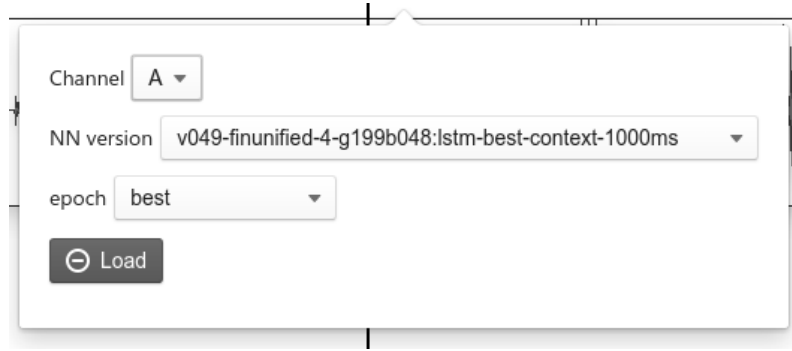 Channel A
NN version v049-finunified-4-g199b048:lstm-best-context-1000ms
epoch best
Load